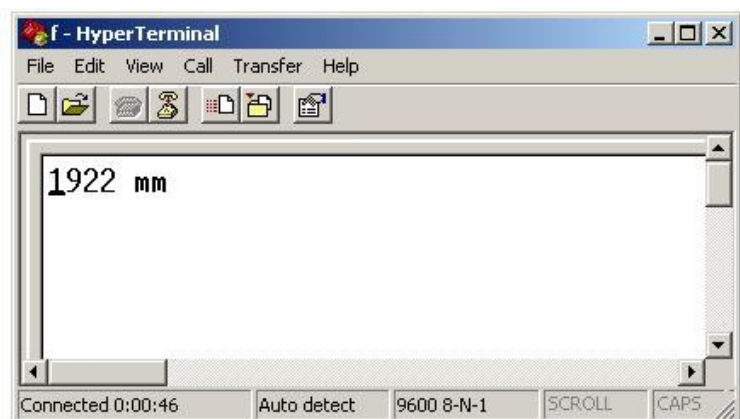 f - HyperTerminal
File Edit View Call Transfer Help
1922 mm
Connected 0:00:46 Auto detect 9600 8-N-1 SCROLL CAPS